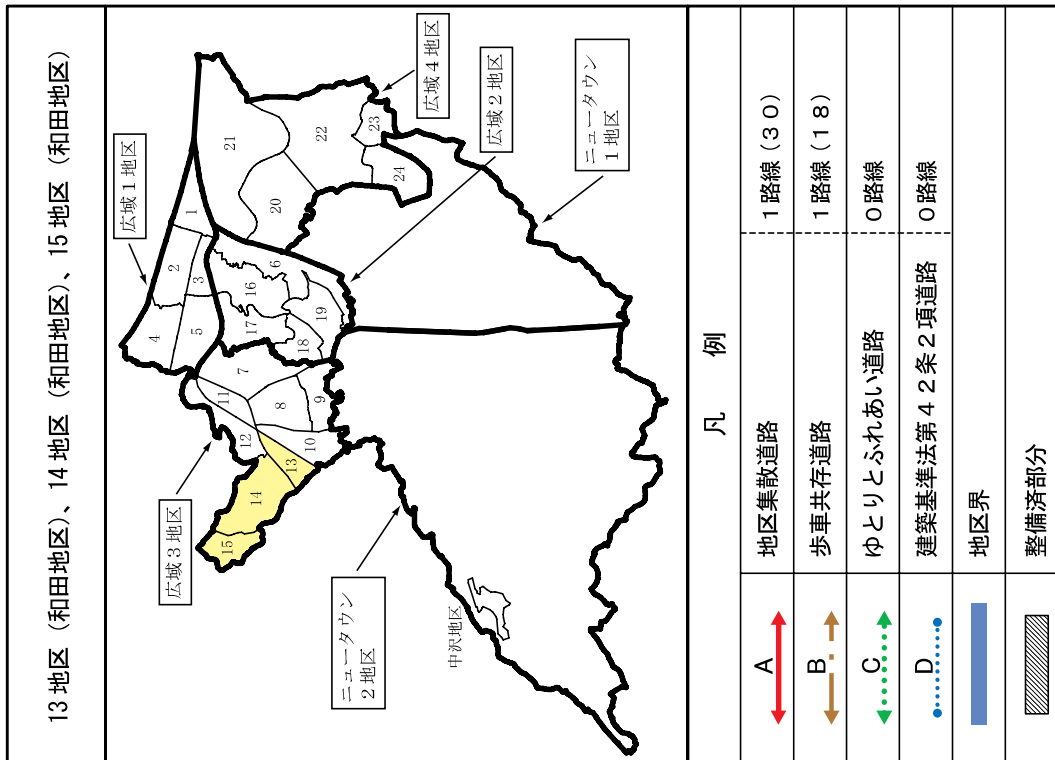 13地区（和田地区）、14地区（和田地区）、15地区（和田地区）
広域1地区
広域4地区
広域2地区
ニュータウン
1地区
広域3地区
ニュータウン
2地区
中沢地区
1
2
3
4
5
6
7
8
9
10
11
12
13
14
15
16
17
18
19
20
21
22
23
24
凡　例
A 地区集散道路 1路線（30）
B 歩車共存道路 1路線（18）
C ゆとりとふれあい道路 0路線
D 建築基準法第42条2項道路 0路線
地区界
整備済部分